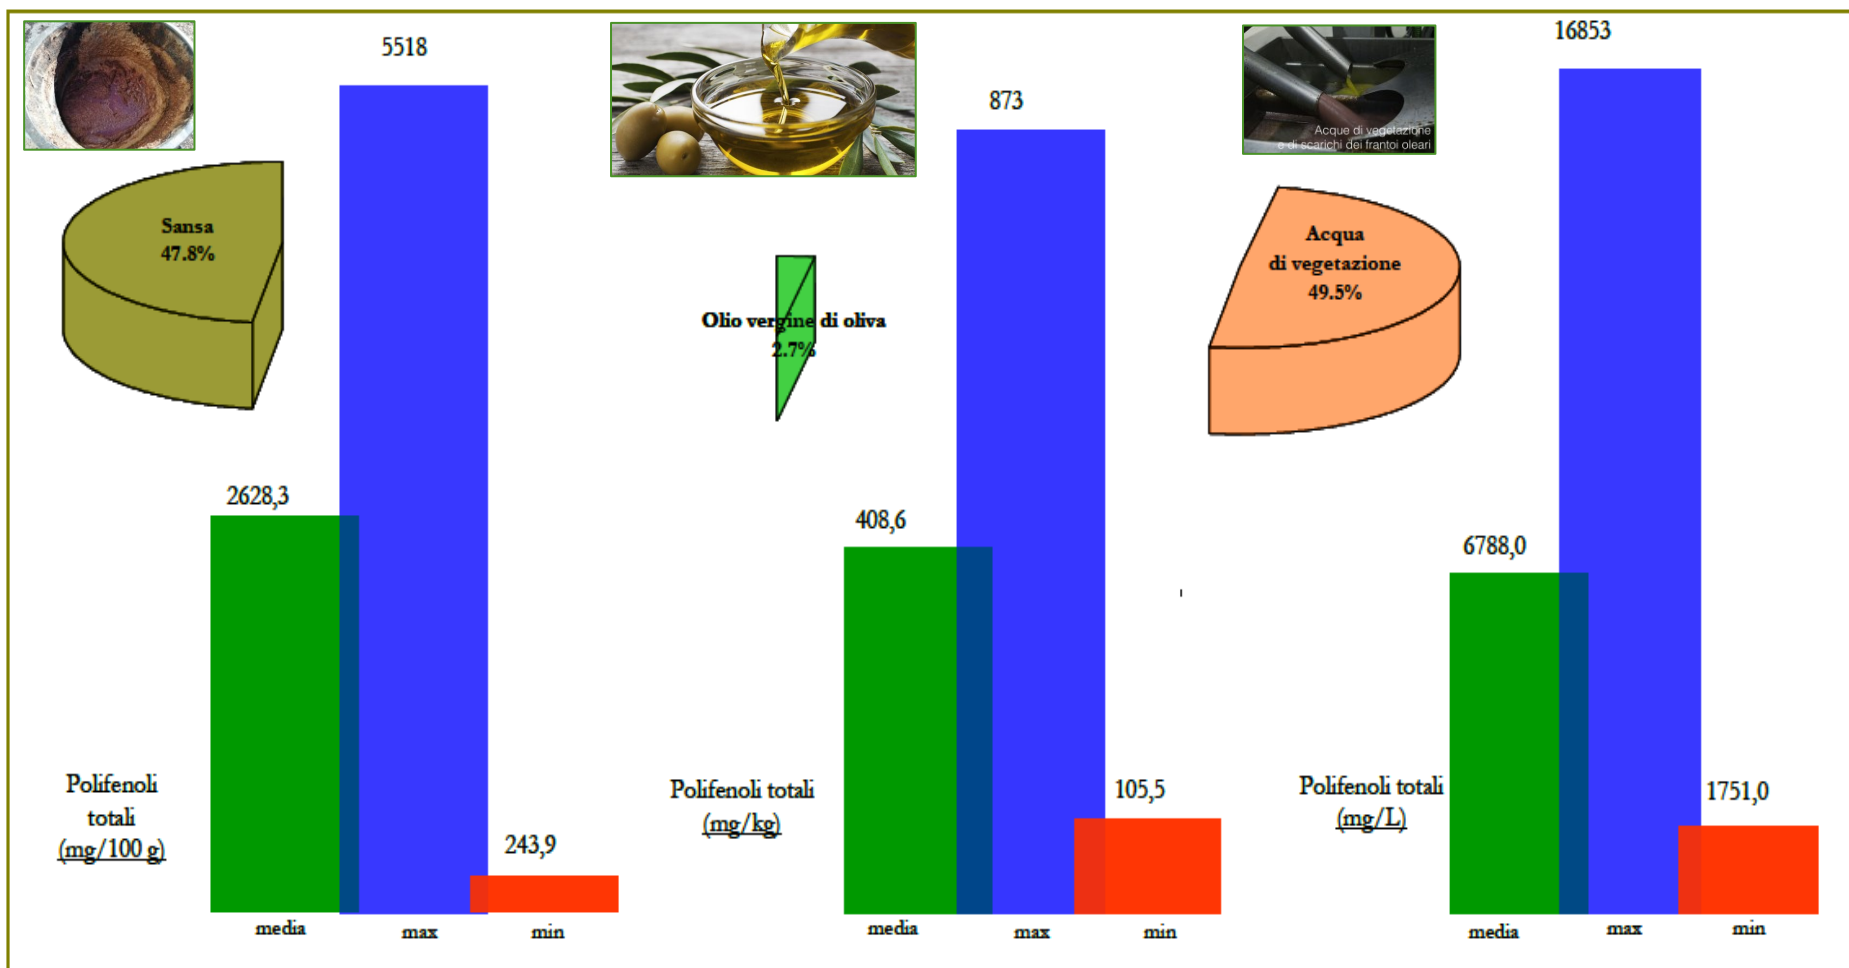 5518
Sansa
47.8%
2628,3
Polifenoli
totali
(mg/100 g)
243,9
media
max
min
873
Olio vergine di oliva
2.7%
408,6
Polifenoli totali
(mg/kg)
105,5
media
max
min
16853
Acque di vegetazione
e di scarichi dei frantoi oleari
Acqua
di vegetazione
49.5%
6788,0
Polifenoli totali
(mg/L)
1751,0
media
max
min